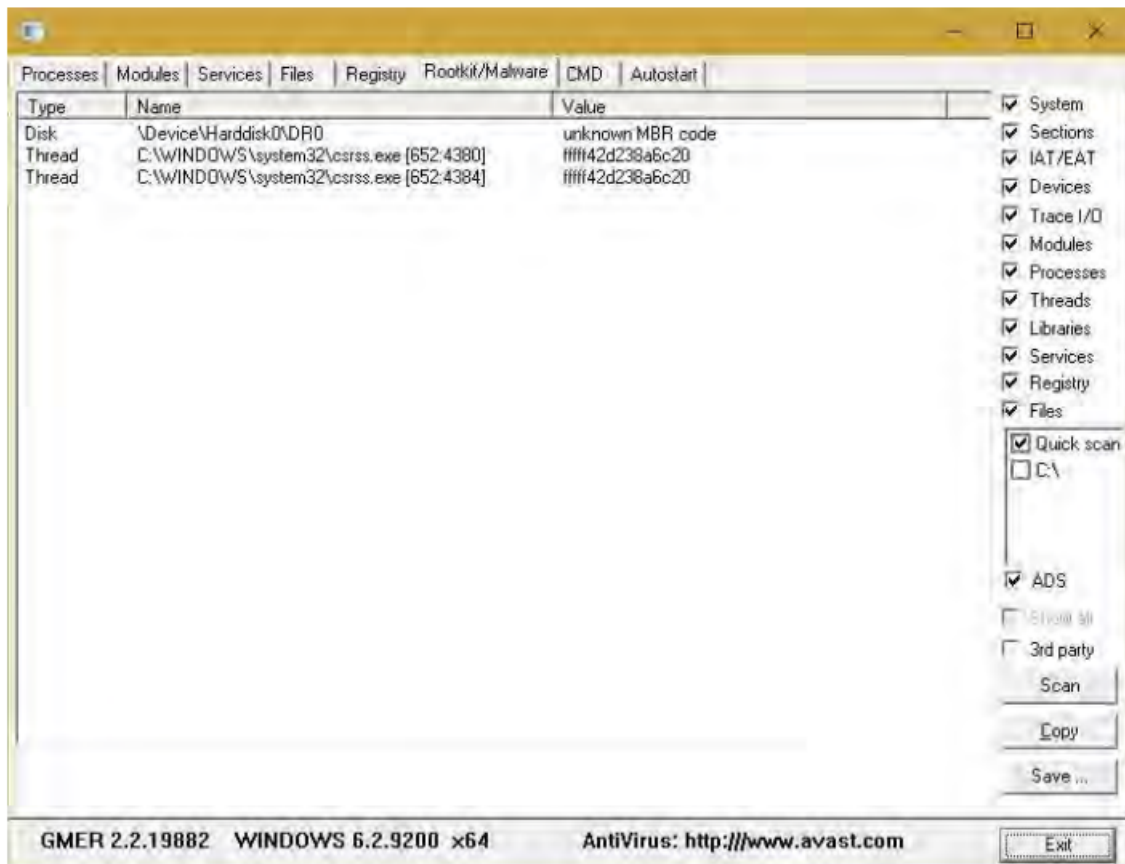 Processes Modules Services Files Registry Rootkit/Malware CMD Autostart
Type Name Value
Disk \Device\Harddisk0\DR0 unknown MBR code
Thread C:\WINDOWS\system32\csrss.exe [652:4380] fffff42d238a6c20
Thread C:\WINDOWS\system32\csrss.exe [652:4384] fffff42d238a6c20
System
Sections
IAT/EAT
Devices
Trace I/O
Modules
Processes
Threads
Libraries
Services
Registry
Files
Quick scan
C:\
ADS
Show all
3rd party
Scan
Copy
Save ...
GMER 2.2.19882 WINDOWS 6.2.9200 x64 AntiVirus: http:///www.avast.com Exit